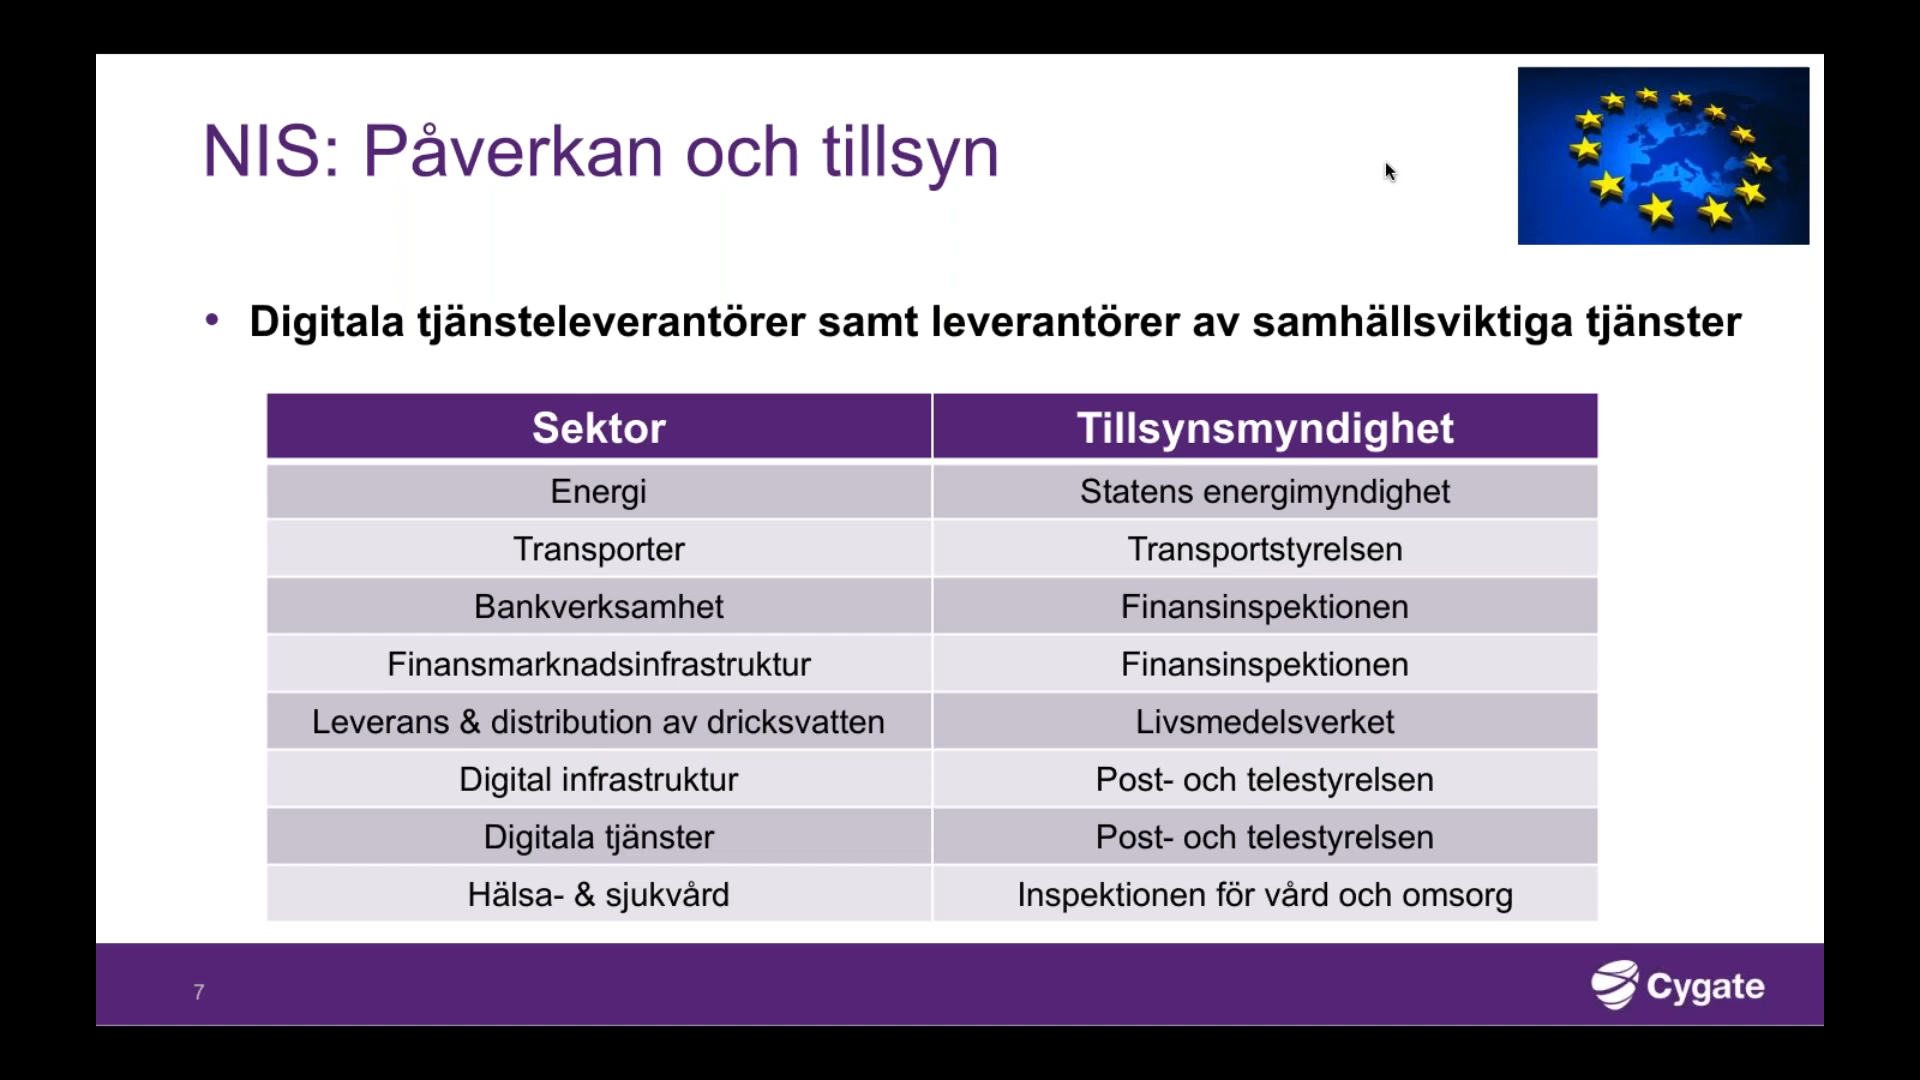 NIS: Påverkan och tillsyn
• Digitala tjänsteleverantörer samt leverantörer av samhällsviktiga tjänster
Sektor Tillsynsmyndighet
Energi Statens energimyndighet
Transporter Transportstyrelsen
Bankverksamhet Finansinspektionen
Finansmarknadsinfrastruktur Finansinspektionen
Leverans & distribution av dricksvatten Livsmedelsverket
Digital infrastruktur Post- och telestyrelsen
Digitala tjänster Post- och telestyrelsen
Hälsa- & sjukvård Inspektionen för vård och omsorg
7
Cygate